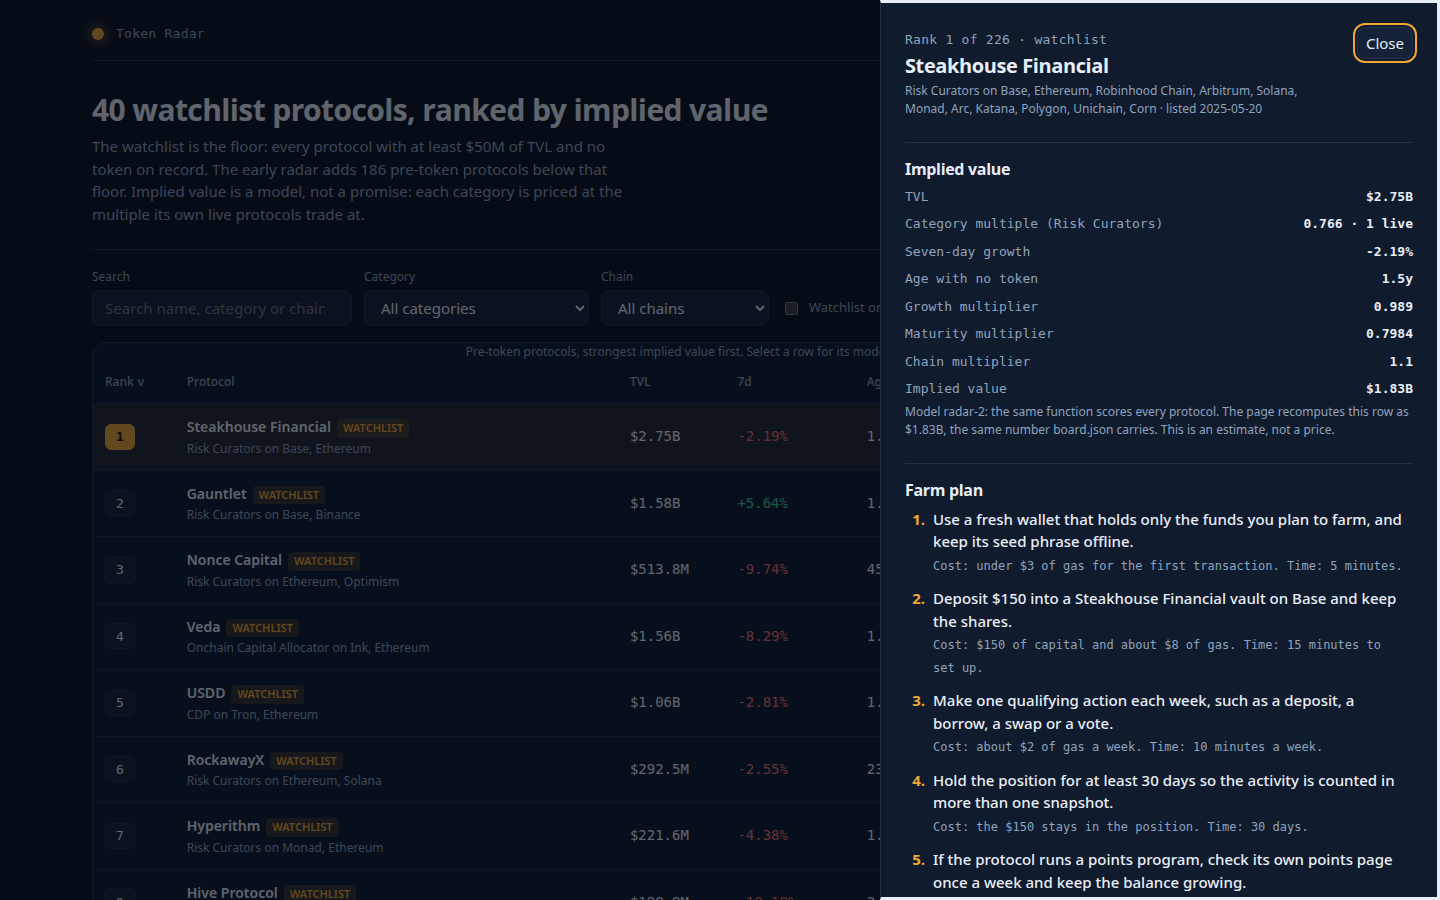 Token Radar
40 watchlist protocols, ranked by implied value
The watchlist is the floor: every protocol with at least $50M of TVL and no
token on record. The early radar adds 186 pre-token protocols below that
floor. Implied value is a model, not a promise: each category is priced at the
multiple its own live protocols trade at.
Search
Category
Chain
Search name, category or chain
All categories
All chains
Watchlist or
Pre-token protocols, strongest implied value first. Select a row for its mod
Rank v
Protocol
TVL
7d
Ag
1
Steakhouse Financial WATCHLIST
Risk Curators on Base, Ethereum
$2.75B
-2.19%
1.
2
Gauntlet WATCHLIST
Risk Curators on Base, Binance
$1.58B
+5.64%
1.
3
Nonce Capital WATCHLIST
Risk Curators on Ethereum, Optimism
$513.8M
-9.74%
45
4
Veda WATCHLIST
Onchain Capital Allocator on Ink, Ethereum
$1.56B
-8.29%
1.
5
USDD WATCHLIST
CDP on Tron, Ethereum
$1.06B
-2.81%
1.
6
RockawayX WATCHLIST
Risk Curators on Ethereum, Solana
$292.5M
-2.55%
23
7
Hyperithm WATCHLIST
Risk Curators on Monad, Ethereum
$221.6M
-4.38%
1.
Hive Protocol WATCHLIST
Rank 1 of 226 · watchlist
Close
Steakhouse Financial
Risk Curators on Base, Ethereum, Robinhood Chain, Arbitrum, Solana,
Monad, Arc, Katana, Polygon, Unichain, Corn · listed 2025-05-20
Implied value
TVL $2.75B
Category multiple (Risk Curators) 0.766 · 1 live
Seven-day growth -2.19%
Age with no token 1.5y
Growth multiplier 0.989
Maturity multiplier 0.7984
Chain multiplier 1.1
Implied value $1.83B
Model radar-2: the same function scores every protocol. The page recomputes this row as
$1.83B, the same number board.json carries. This is an estimate, not a price.
Farm plan
1. Use a fresh wallet that holds only the funds you plan to farm, and
keep its seed phrase offline.
Cost: under $3 of gas for the first transaction. Time: 5 minutes.
2. Deposit $150 into a Steakhouse Financial vault on Base and keep
the shares.
Cost: $150 of capital and about $8 of gas. Time: 15 minutes to
set up.
3. Make one qualifying action each week, such as a deposit, a
borrow, a swap or a vote.
Cost: about $2 of gas a week. Time: 10 minutes a week.
4. Hold the position for at least 30 days so the activity is counted in
more than one snapshot.
Cost: the $150 stays in the position. Time: 30 days.
5. If the protocol runs a points program, check its own points page
once a week and keep the balance growing.